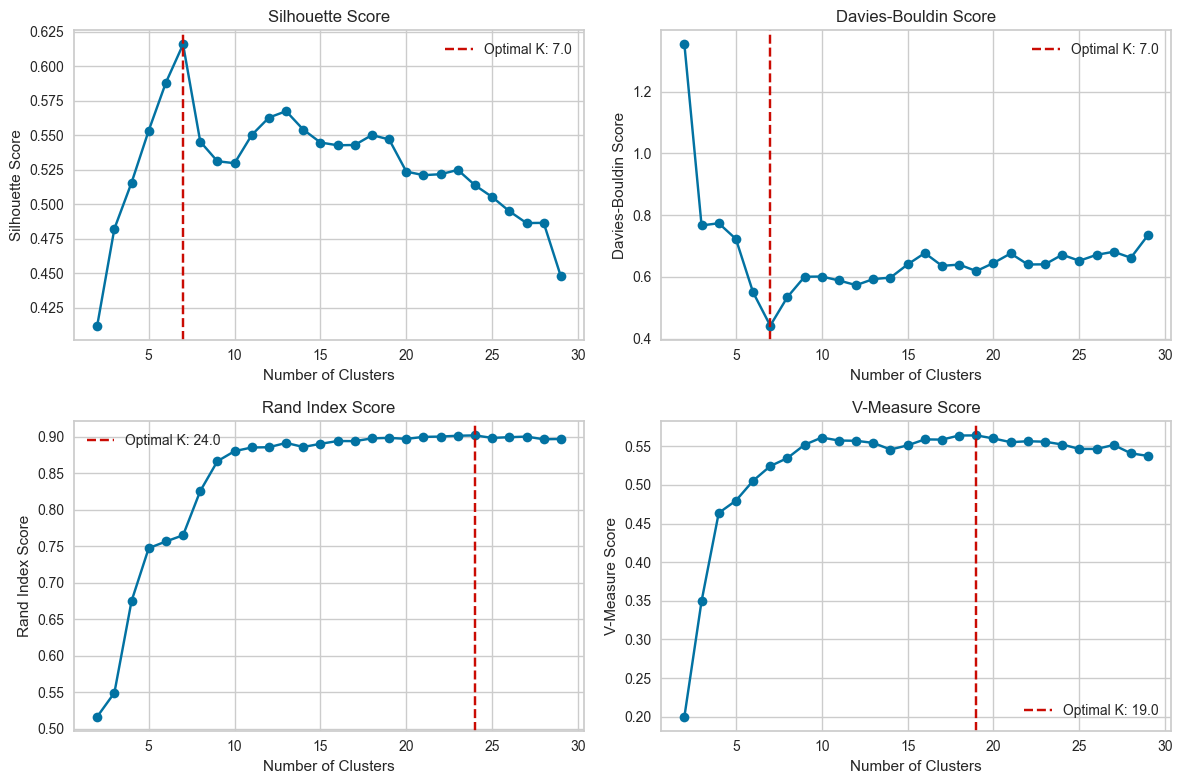 Silhouette Score
Silhouette Score
0.625
0.600
0.575
0.550
0.525
0.500
0.475
0.450
0.425
Optimal K: 7.0
5 10 15 20 25 30
Number of Clusters
Davies-Bouldin Score
Davies-Bouldin Score
1.2
1.0
0.8
0.6
0.4
Optimal K: 7.0
5 10 15 20 25 30
Number of Clusters
Rand Index Score
Rand Index Score
0.90
0.85
0.80
0.75
0.70
0.65
0.60
0.55
0.50
Optimal K: 24.0
5 10 15 20 25 30
Number of Clusters
V-Measure Score
V-Measure Score
0.55
0.50
0.45
0.40
0.35
0.30
0.25
0.20
Optimal K: 19.0
5 10 15 20 25 30
Number of Clusters